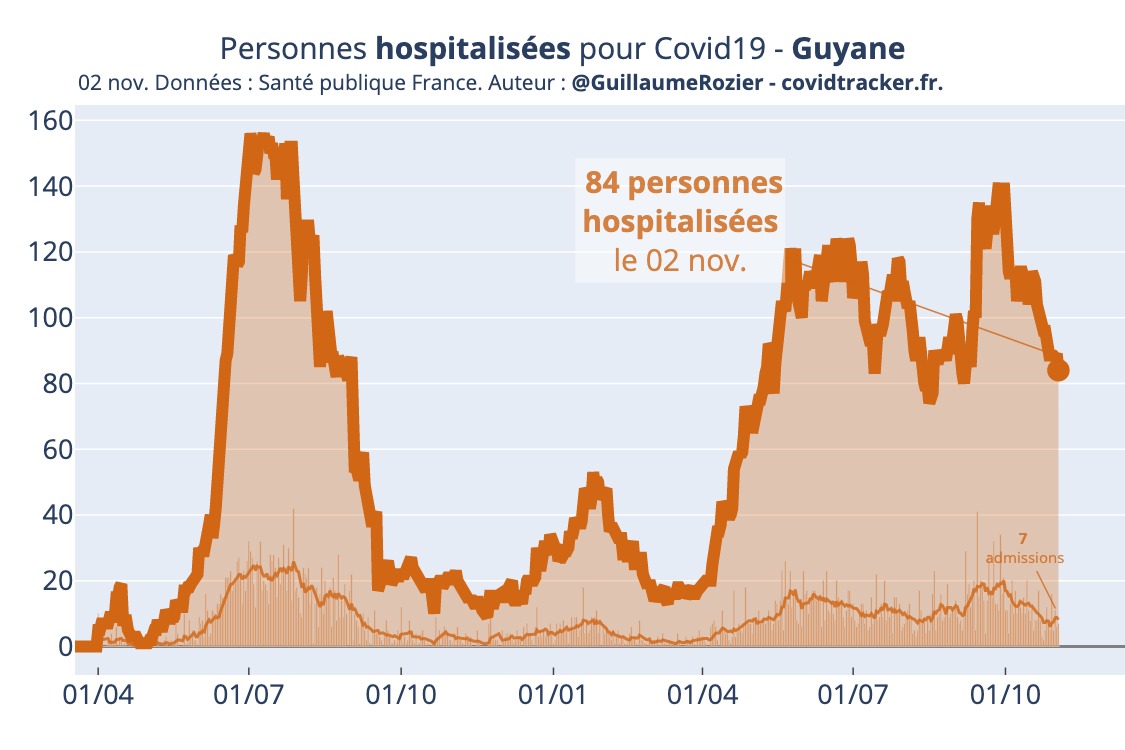 Personnes hospitalisées pour Covid19 - Guyane
02 nov. Données : Santé publique France. Auteur : @GuillaumeRozier - covidtracker.fr.
160
140
120
100
80
60
40
20
0
84 personnes
hospitalisées
le 02 nov.
7
admissions
01/04
01/07
01/10
01/01
01/04
01/07
01/10